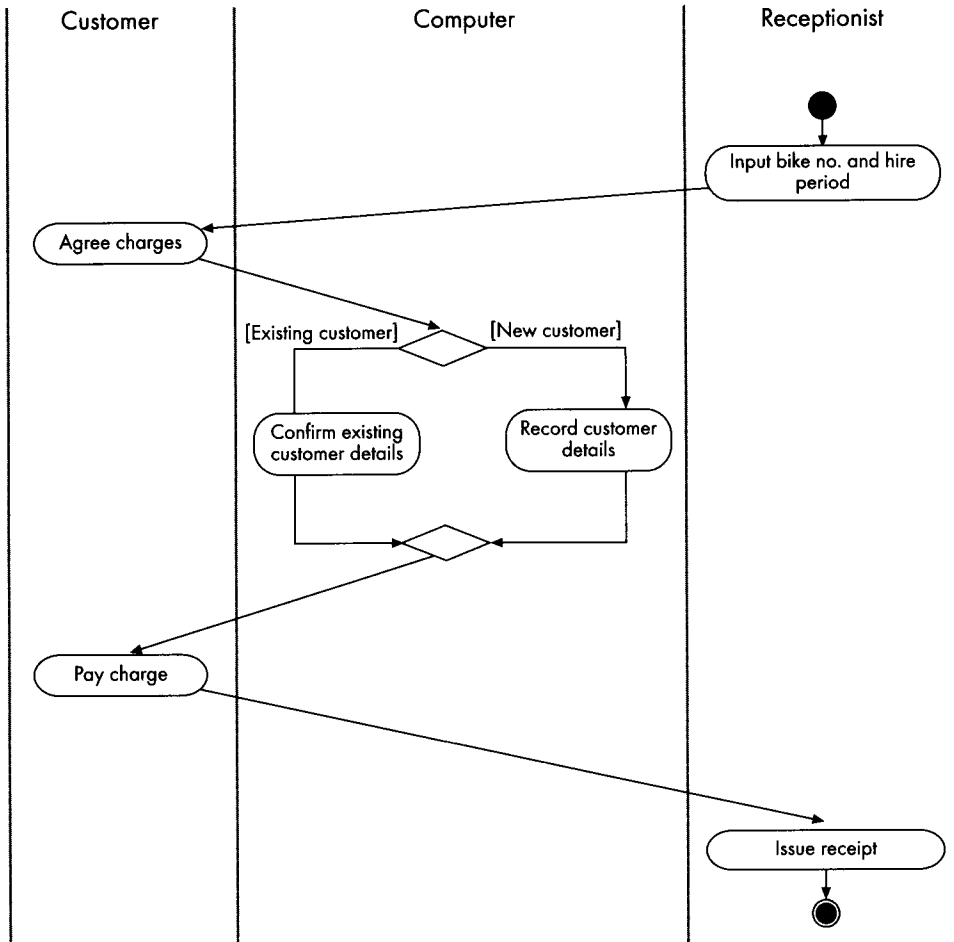 Customer
Computer
Receptionist
Input bike no. and hire
period
Agree charges
[Existing customer]
[New customer]
Confirm existing
customer details
Record customer
details
Pay charge
Issue receipt